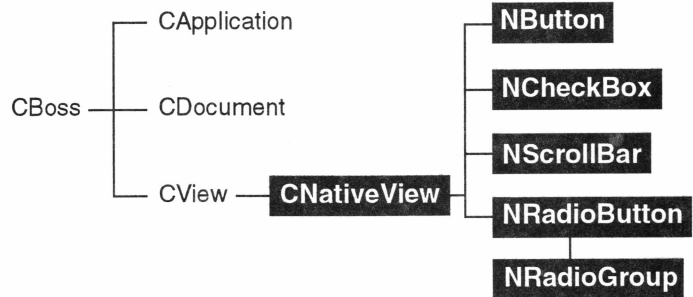 CApplication
NButton
NCheckBox
CBoss
CDocument
NScrollBar
CView
CNativeView
NRadioButton
NRadioGroup